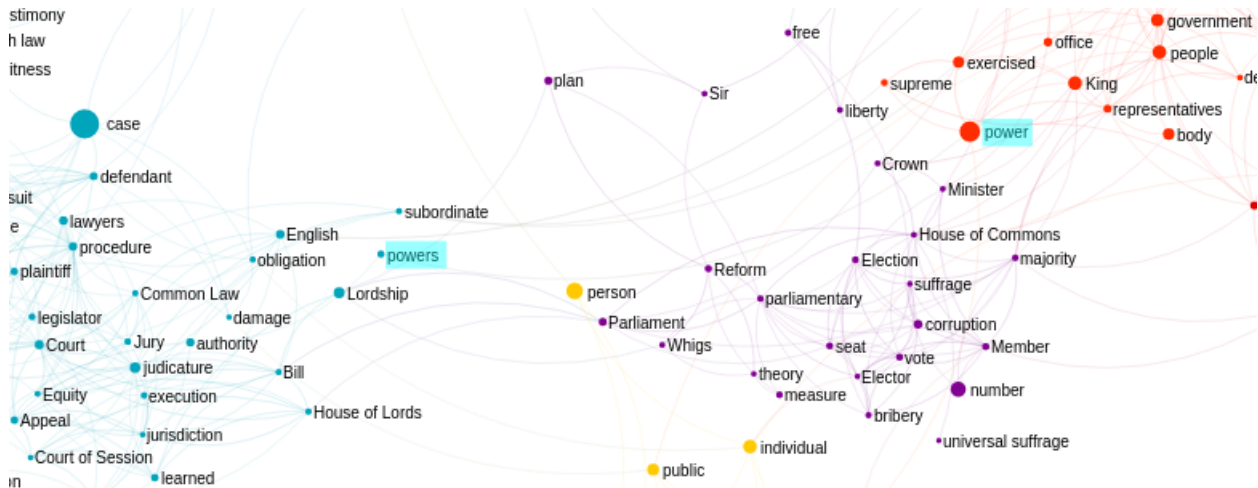 stimony
h law
itness
case
defendant
suit
e
lawyers
procedure
plaintiff
subordinate
English
obligation
powers
Common Law
Lordship
legislator
damage
Court
Jury
authority
judicature
Bill
Equity
execution
House of Lords
Appeal
jurisdiction
Court of Session
learned
on
free
plan
Sir
liberty
Crown
Minister
House of Commons
Reform
Election
majority
suffrage
person
parliamentary
Parliament
corruption
Whigs
seat
vote
Member
theory
Elector
measure
number
bribery
universal suffrage
individual
public
government
office
people
exercised
supreme
King
de
representatives
power
body